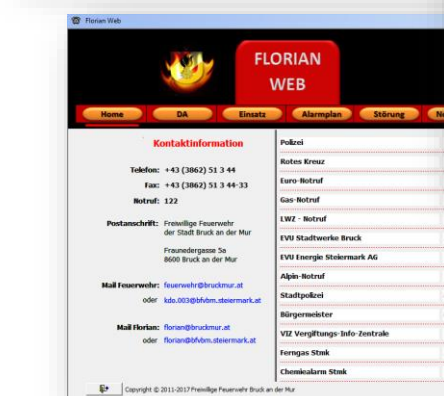 Florian Web
FLORIAN
WEB
Home
DA
Einsatz
Alarmplan
Störung
Kontaktinformation
Telefon: +43 (3862) 51 3 44
Fax: +43 (3862) 51 3 44-33
Notruf: 122
Postanschrift: Freiwillige Feuerwehr
der Stadt Bruck an der Mur
Fraunedergasse 5a
8600 Bruck an der Mur
Mail Feuerwehr: feuerwehr@bruckmur.at
oder kdo.003@bfvbm.steiermark.at
Mail Florian: florian@bruckmur.at
oder florian@bfvbm.steiermark.at
Polizei
Rotes Kreuz
Euro-Notruf
Gas-Notruf
LWZ - Notruf
EVU Stadtwerke Bruck
EVU Energie Steiermark AG
Alpin-Notruf
Stadtpolizei
Bürgermeister
VIZ Vergiftungs-Info-Zentrale
Ferngas Stmk
Chemiealarm Stmk
Copyright © 2011-2017 Freiwillige Feuerwehr Bruck an der Mur